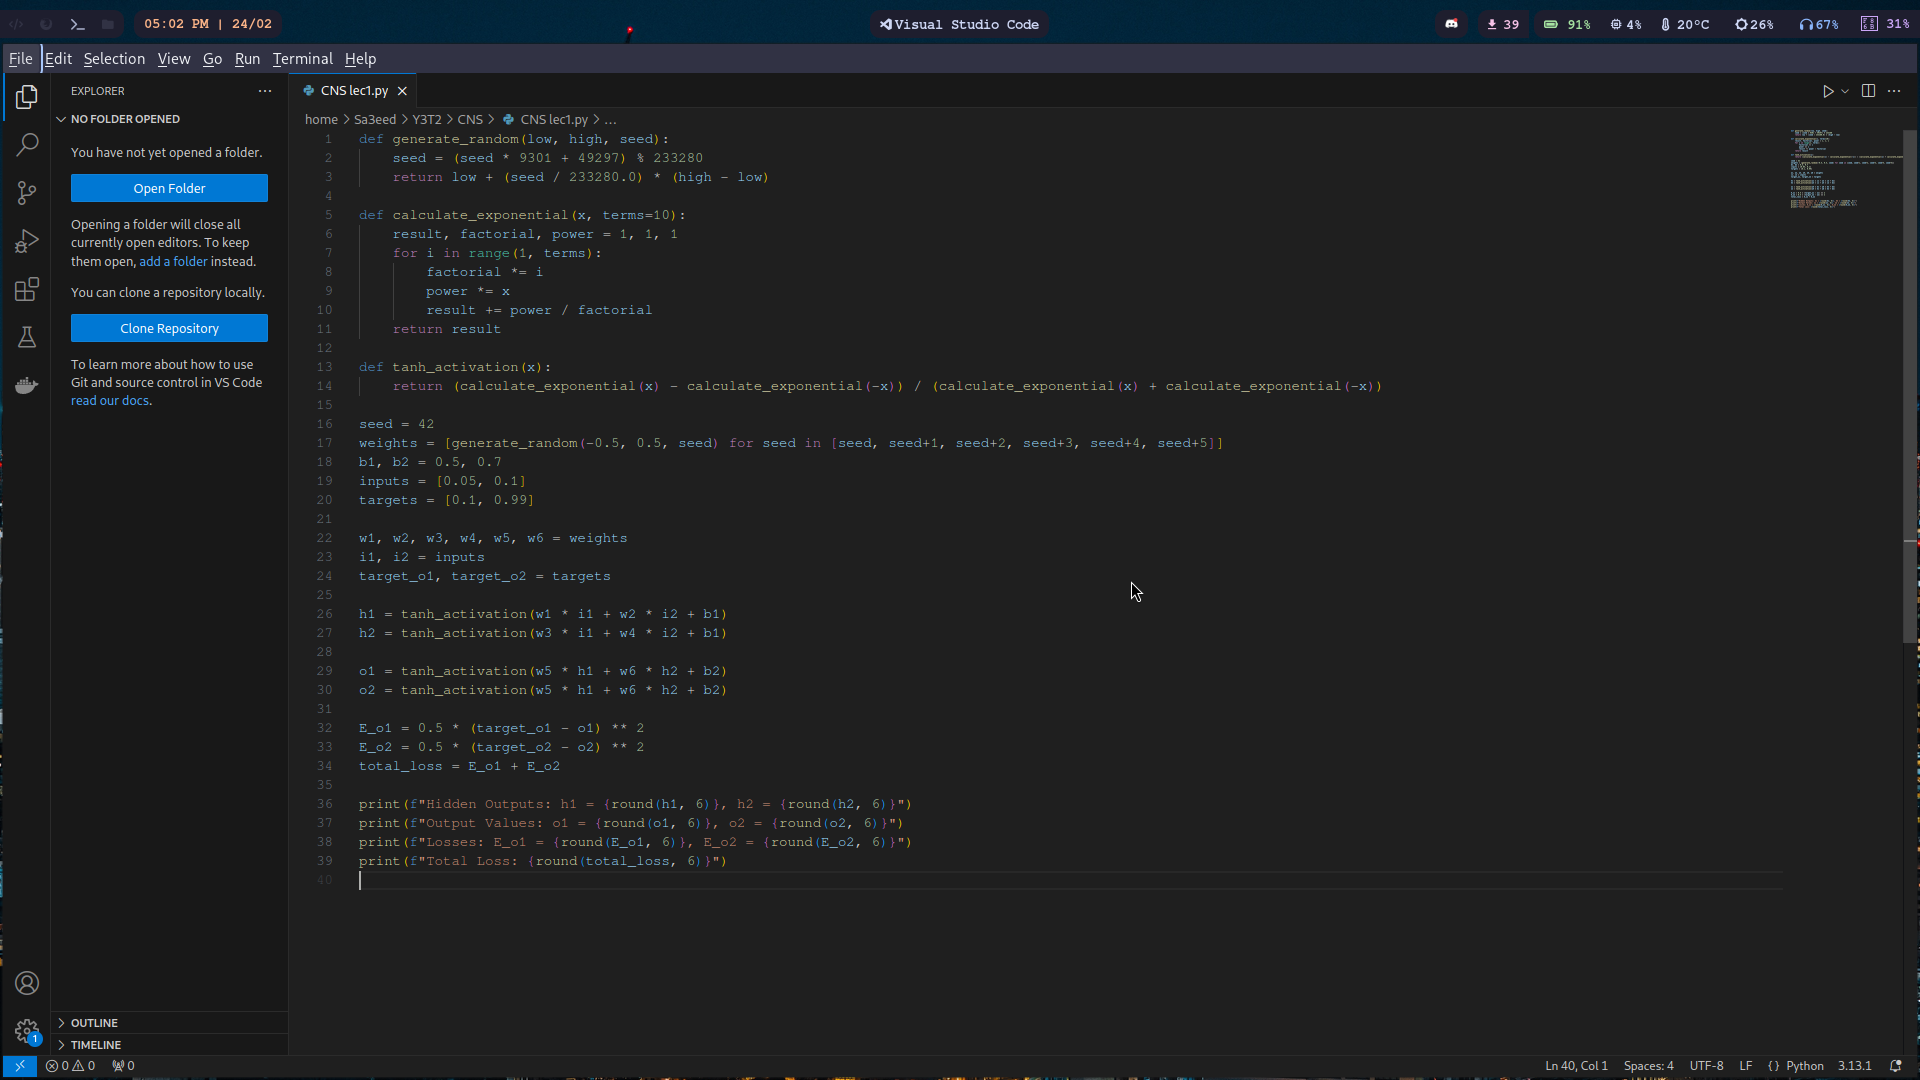 05:02 PM | 24/02
Visual Studio Code
39
91%
4%
20°C
26%
67%
31%
File Edit Selection View Go Run Terminal Help
EXPLORER
NO FOLDER OPENED
You have not yet opened a folder.
Open Folder
Opening a folder will close all
currently open editors. To keep
them open, add a folder instead.
You can clone a repository locally.
Clone Repository
To learn more about how to use
Git and source control in VS Code
read our docs.
OUTLINE
TIMELINE
CNS lec1.py
home > Sa3eed > Y3T2 > CNS > CNS lec1.py > ...
1 def generate_random(low, high, seed):
2     seed = (seed * 9301 + 49297) % 233280
3     return low + (seed / 233280.0) * (high - low)
4
5 def calculate_exponential(x, terms=10):
6     result, factorial, power = 1, 1, 1
7     for i in range(1, terms):
8         factorial *= i
9         power *= x
10         result += power / factorial
11     return result
12
13 def tanh_activation(x):
14     return (calculate_exponential(x) - calculate_exponential(-x)) / (calculate_exponential(x) + calculate_exponential(-x))
15
16 seed = 42
17 weights = [generate_random(-0.5, 0.5, seed) for seed in [seed, seed+1, seed+2, seed+3, seed+4, seed+5]]
18 b1, b2 = 0.5, 0.7
19 inputs = [0.05, 0.1]
20 targets = [0.1, 0.99]
21
22 w1, w2, w3, w4, w5, w6 = weights
23 i1, i2 = inputs
24 target_o1, target_o2 = targets
25
26 h1 = tanh_activation(w1 * i1 + w2 * i2 + b1)
27 h2 = tanh_activation(w3 * i1 + w4 * i2 + b1)
28
29 o1 = tanh_activation(w5 * h1 + w6 * h2 + b2)
30 o2 = tanh_activation(w5 * h1 + w6 * h2 + b2)
31
32 E_o1 = 0.5 * (target_o1 - o1) ** 2
33 E_o2 = 0.5 * (target_o2 - o2) ** 2
34 total_loss = E_o1 + E_o2
35
36 print(f"Hidden Outputs: h1 = {round(h1, 6)}, h2 = {round(h2, 6)}")
37 print(f"Output Values: o1 = {round(o1, 6)}, o2 = {round(o2, 6)}")
38 print(f"Losses: E_o1 = {round(E_o1, 6)}, E_o2 = {round(E_o2, 6)}")
39 print(f"Total Loss: {round(total_loss, 6)}")
40
1
0 0 0
Ln 40, Col 1 Spaces: 4 UTF-8 LF { } Python 3.13.1